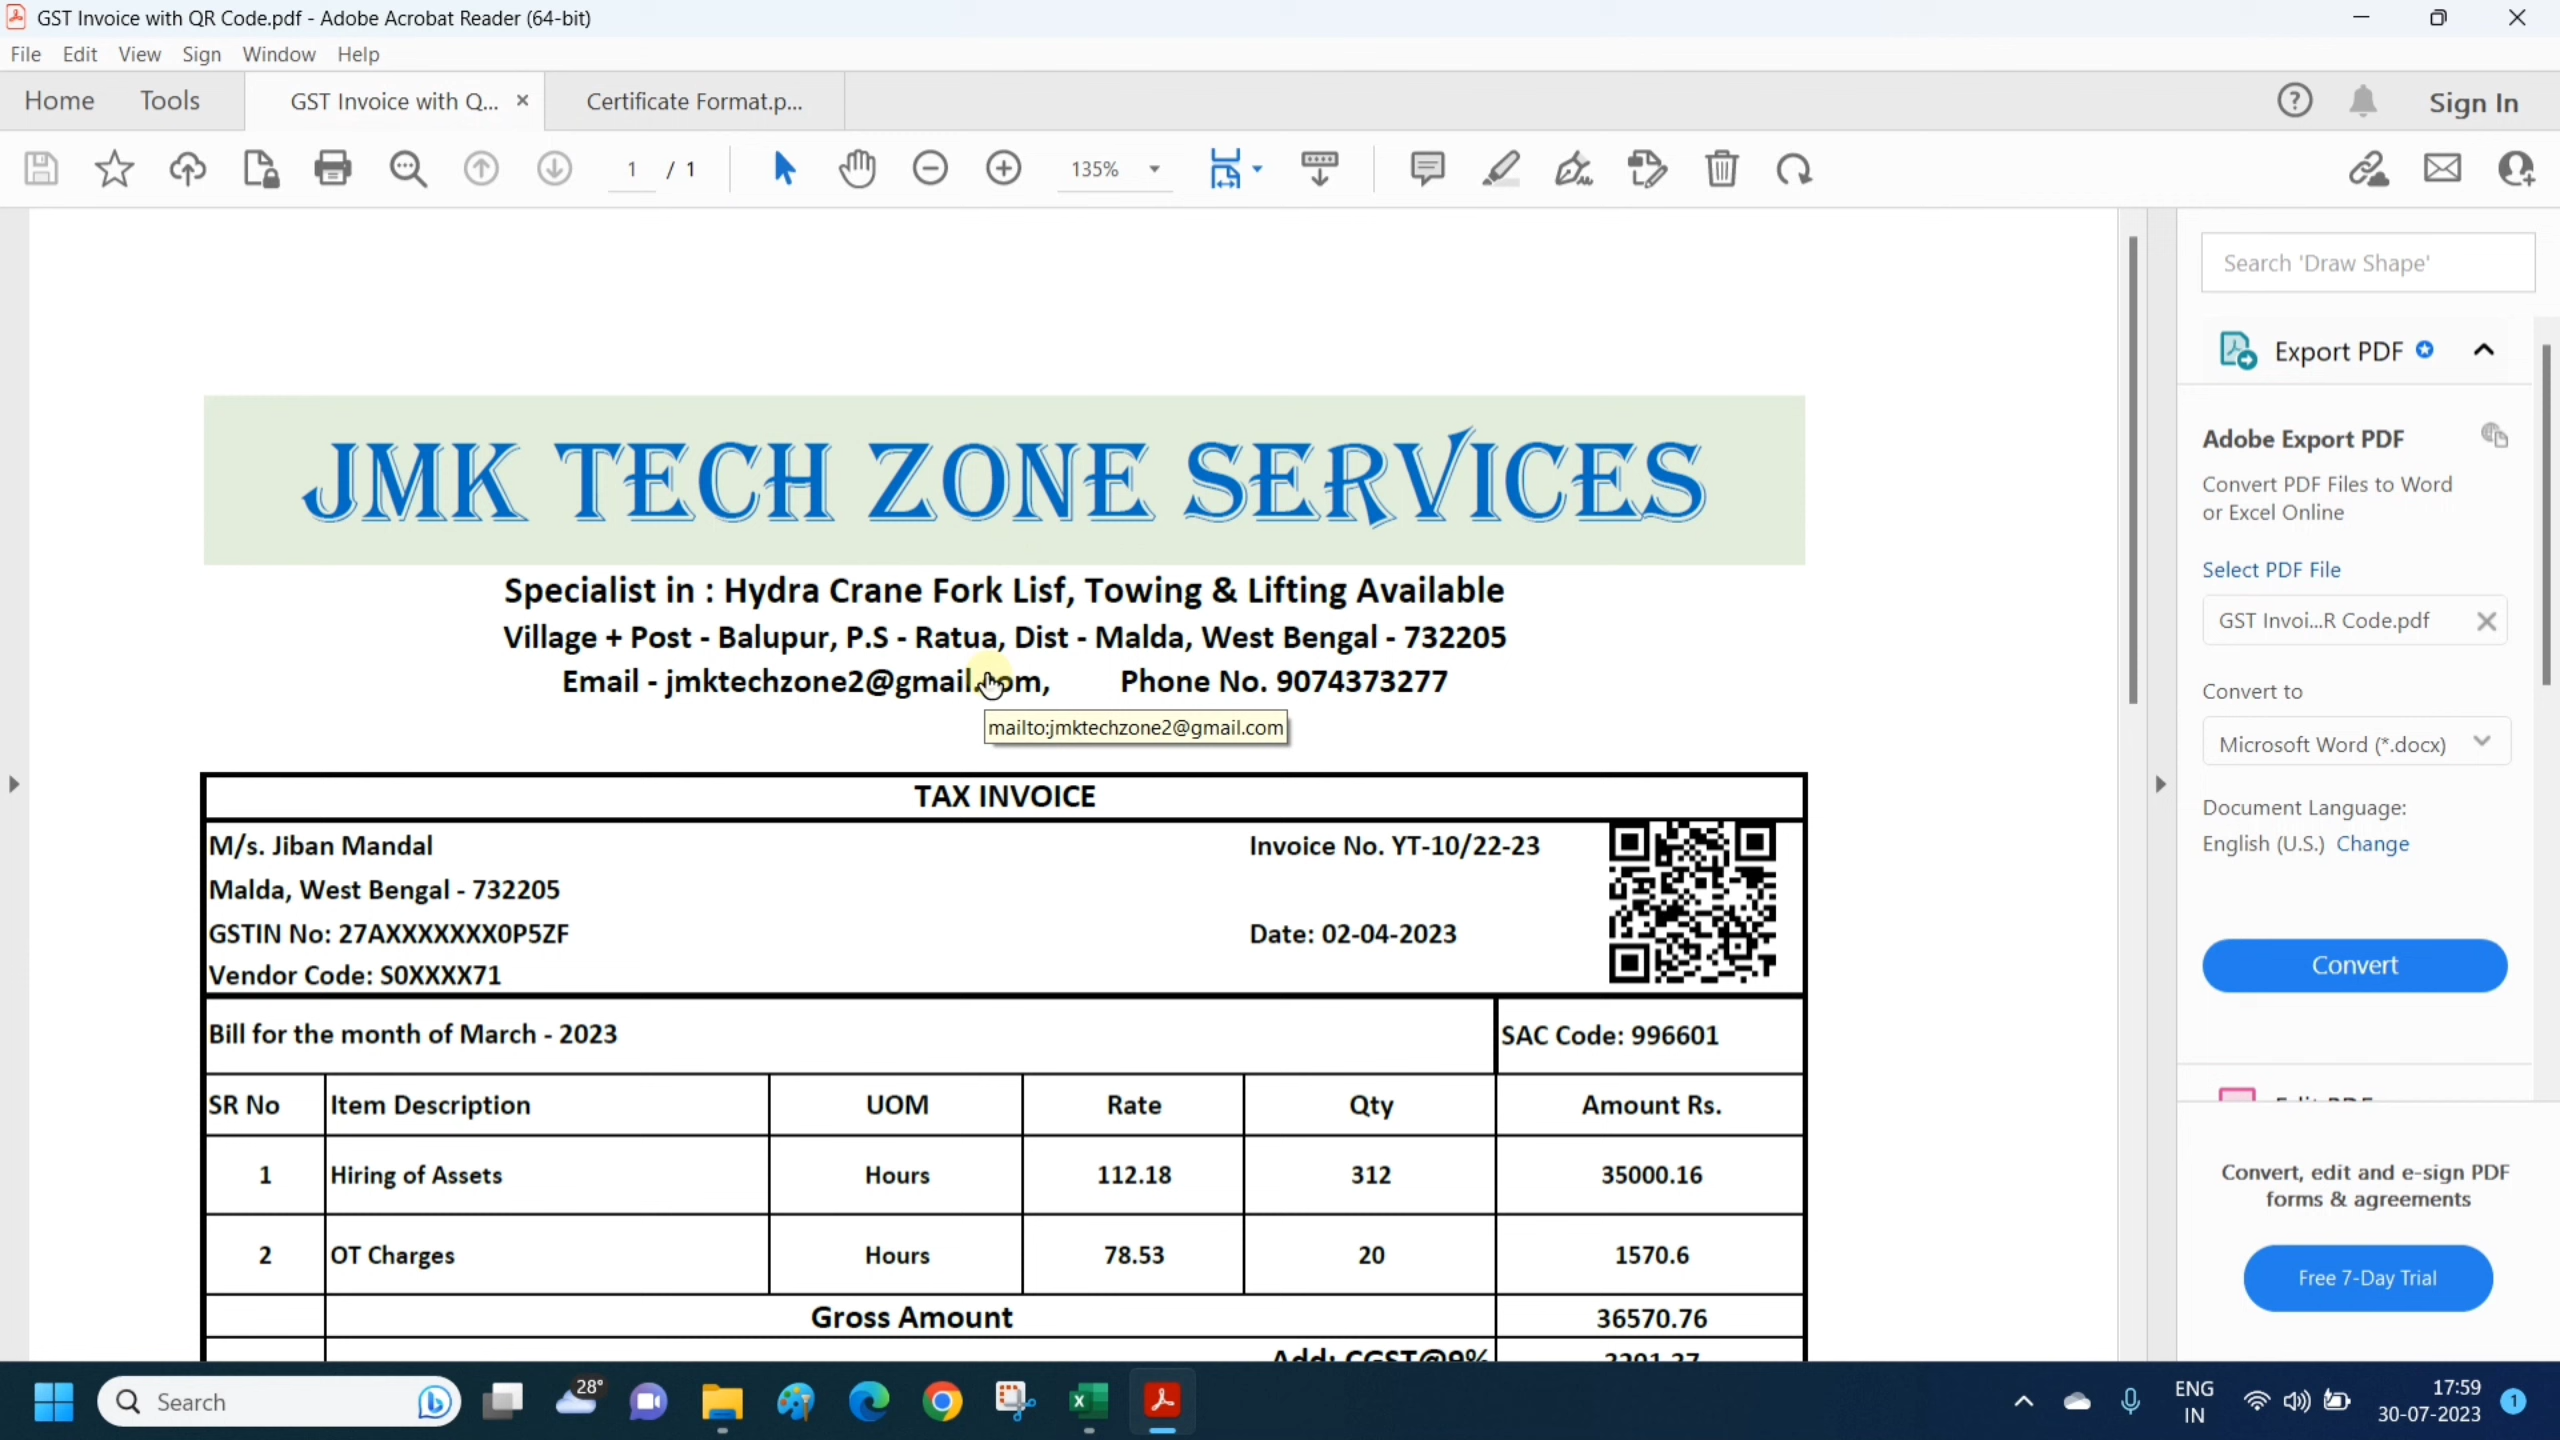 GST Invoice with QR Code.pdf - Adobe Acrobat Reader (64-bit)
File Edit View Sign Window Help
Home Tools GST Invoice with Q... Certificate Format.p... Sign In
1 / 1 135%
JMK TECH ZONE SERVICES
Specialist in : Hydra Crane Fork Lisf, Towing & Lifting Available
Village + Post - Balupur, P.S - Ratua, Dist - Malda, West Bengal - 732205
Email - jmktechzone2@gmail.com, Phone No. 9074373277
mailto:jmktechzone2@gmail.com
TAX INVOICE
M/s. Jiban Mandal Invoice No. YT-10/22-23
Malda, West Bengal - 732205
GSTIN No: 27AXXXXXXX0P5ZF Date: 02-04-2023
Vendor Code: S0XXXX71
Bill for the month of March - 2023 SAC Code: 996601
SR No Item Description UOM Rate Qty Amount Rs.
1 Hiring of Assets Hours 112.18 312 35000.16
2 OT Charges Hours 78.53 20 1570.6
Gross Amount 36570.76
Add: CGST@9% 3291.37
Search 'Draw Shape'
Export PDF
Adobe Export PDF
Convert PDF Files to Word
or Excel Online
Select PDF File
GST Invoi...R Code.pdf
Convert to
Microsoft Word (*.docx)
Document Language:
English (U.S.) Change
Convert
Edit PDF
Convert, edit and e-sign PDF
forms & agreements
Free 7-Day Trial
Search 28° ENG 17:59 1
IN 30-07-2023